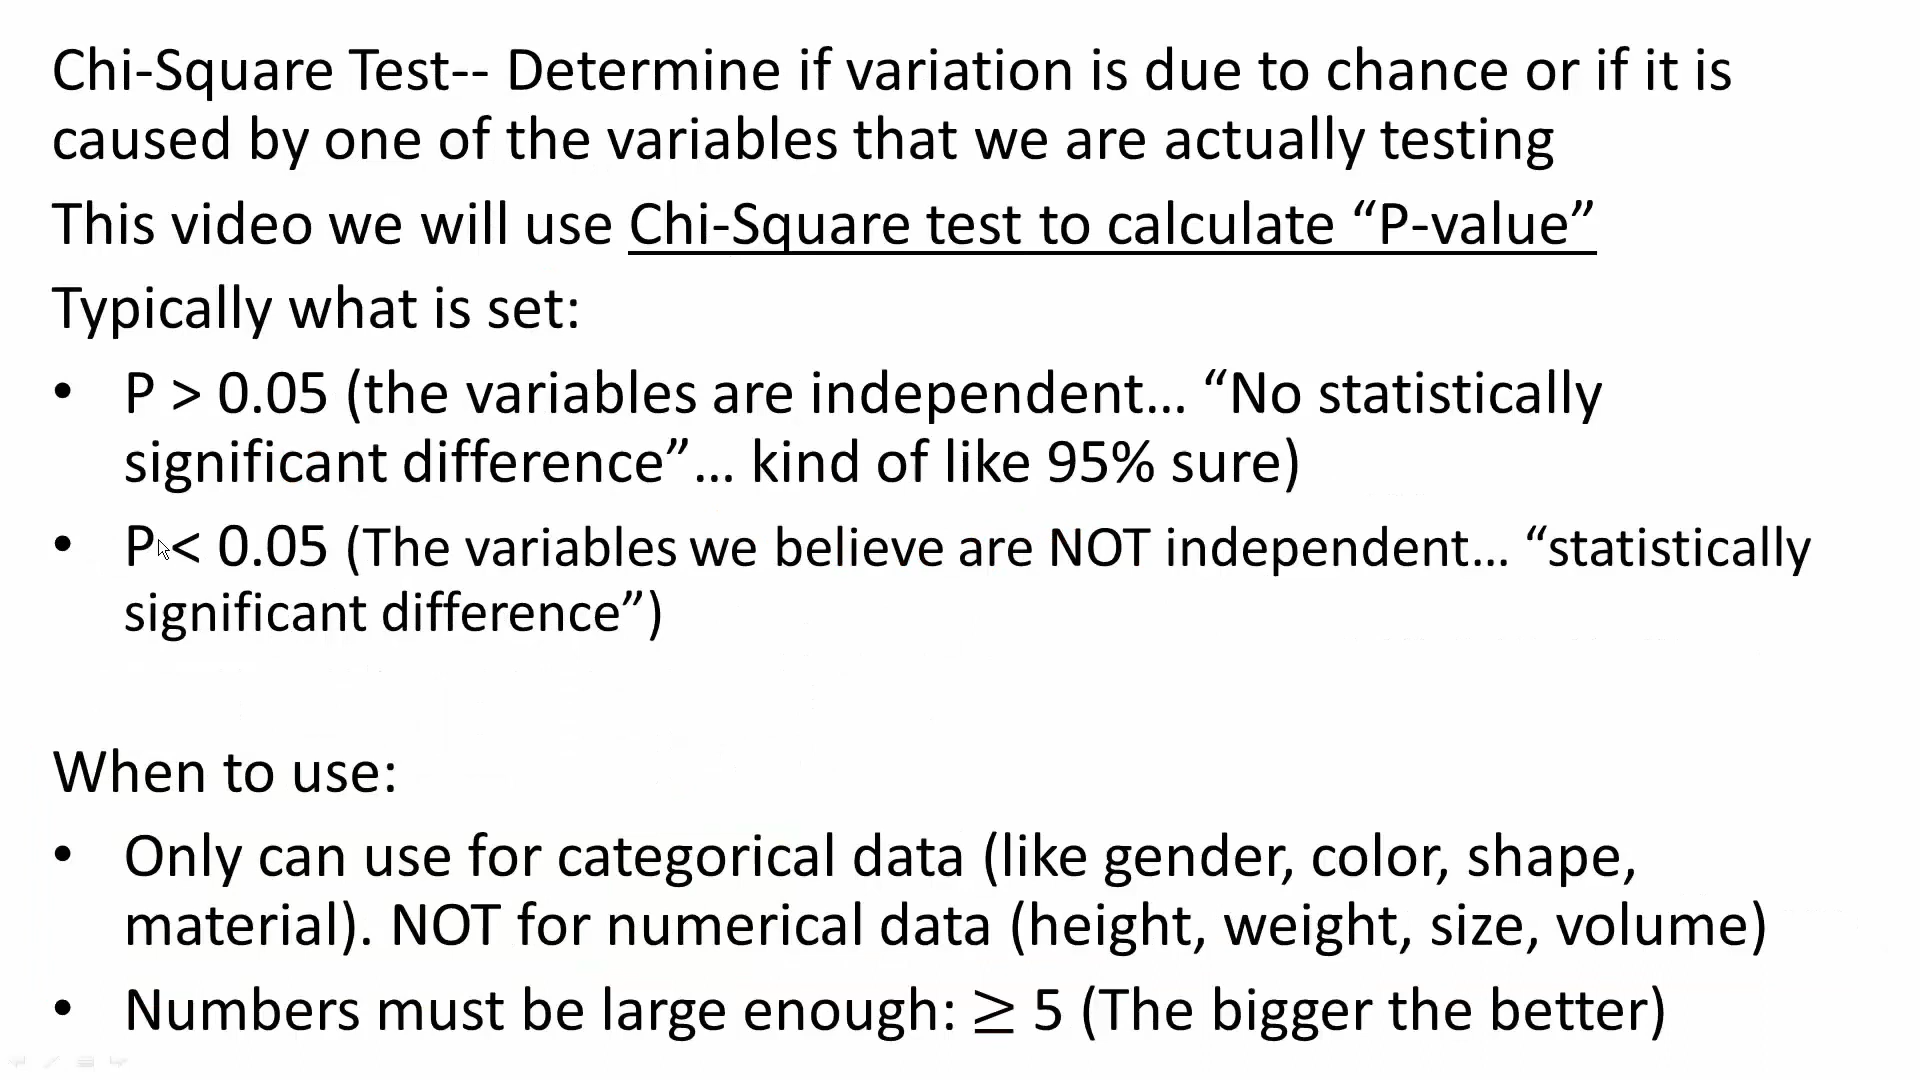 Chi-Square Test-- Determine if variation is due to chance or if it is
caused by one of the variables that we are actually testing
This video we will use Chi-Square test to calculate “P-value”
Typically what is set:
• P > 0.05 (the variables are independent… “No statistically
significant difference”… kind of like 95% sure)
• P < 0.05 (The variables we believe are NOT independent… “statistically
significant difference”)
When to use:
• Only can use for categorical data (like gender, color, shape,
material). NOT for numerical data (height, weight, size, volume)
• Numbers must be large enough: ≥ 5 (The bigger the better)